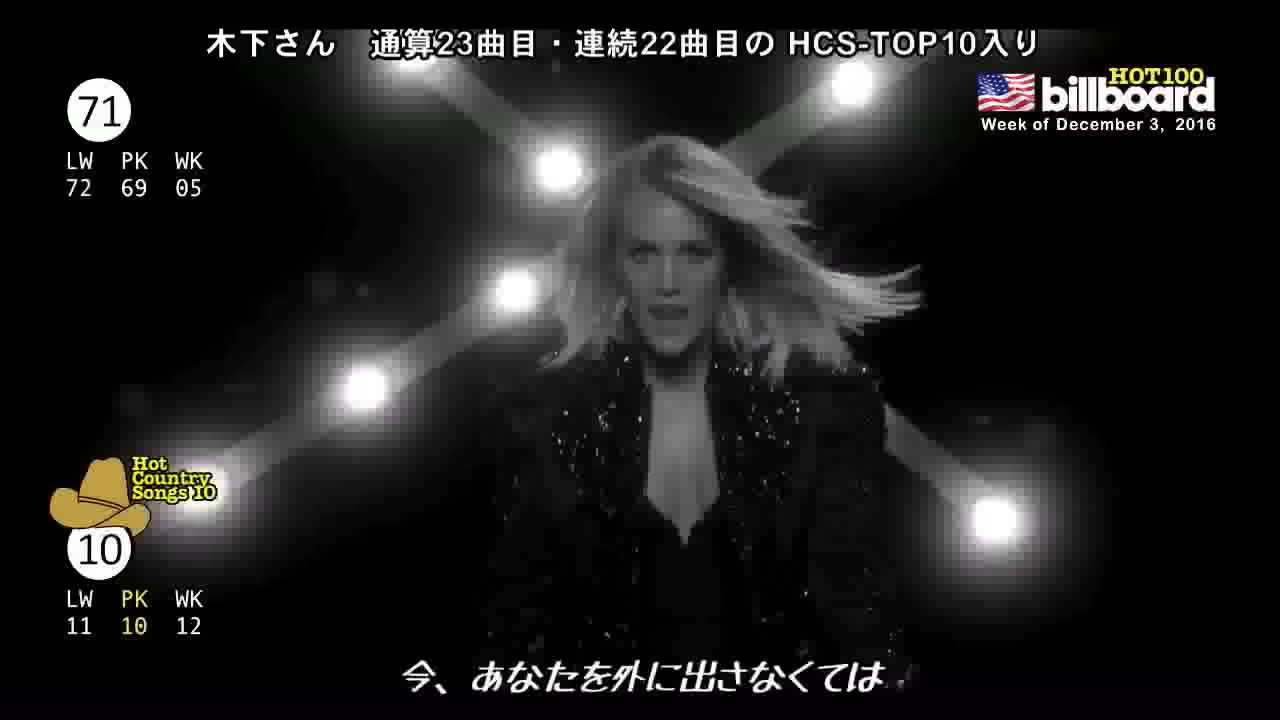 木下さん　通算23曲目・連続22曲目の HCS-TOP10入り
HOT100
billboard
Week of December 3, 2016
71
LW PK WK
72 69 05
Hot
Country
Songs 10
10
LW PK WK
11 10 12
今、あなたを外に出さなくては